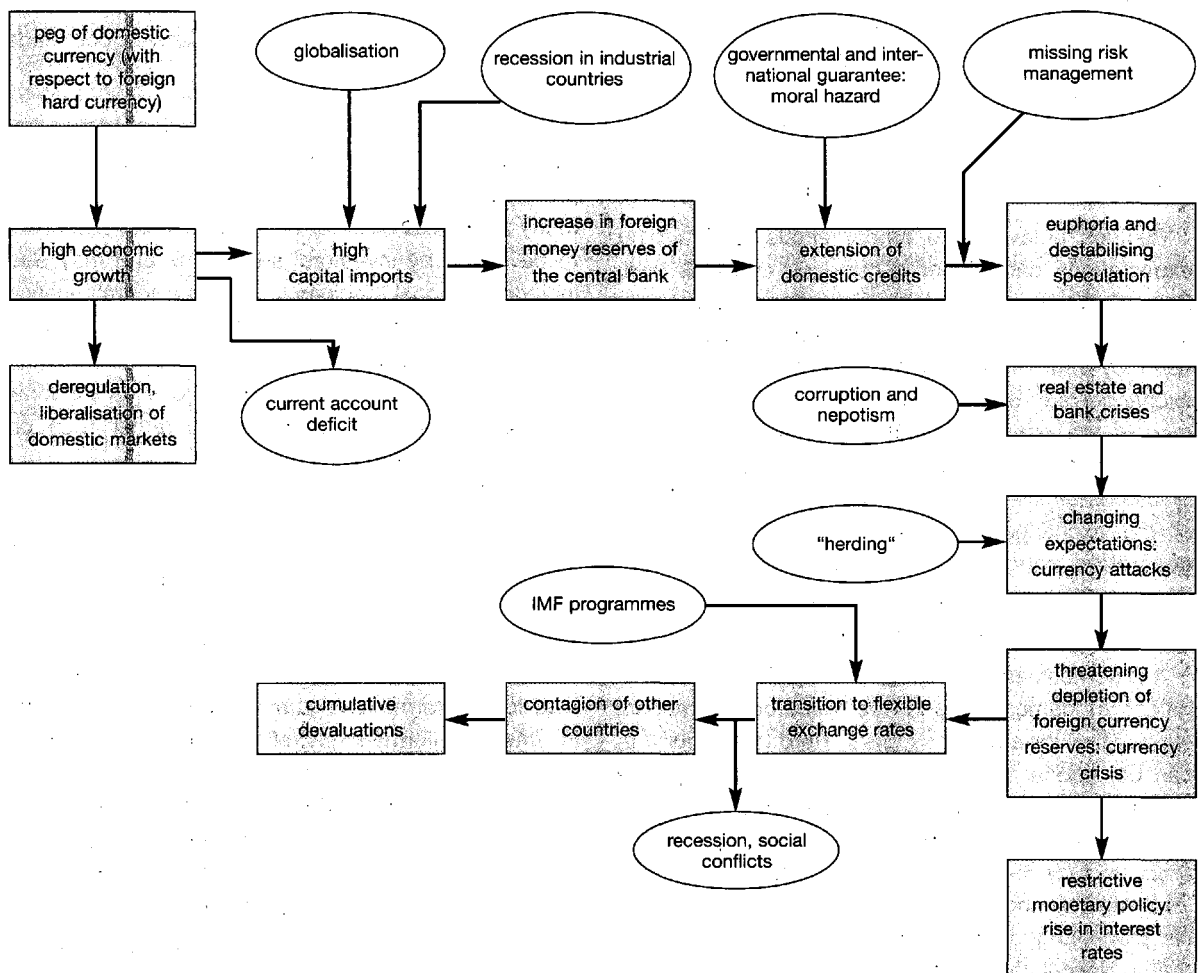 peg of domestic
currency (with
respect to foreign
hard currency)
globalisation
recession in industrial
countries
governmental and inter-
national guarantee:
moral hazard
missing risk
management
high economic
growth
high
capital imports
increase in foreign
money reserves of
the central bank
extension of
domestic credits
euphoria and
destabilising
speculation
deregulation,
liberalisation of
domestic markets
current account
deficit
corruption and
nepotism
real estate and
bank crises
"herding"
changing
expectations:
currency attacks
IMF programmes
cumulative
devaluations
contagion of other
countries
transition to flexible
exchange rates
threatening
depletion of
foreign currency
reserves: currency
crisis
recession, social
conflicts
restrictive
monetary policy:
rise in interest
rates